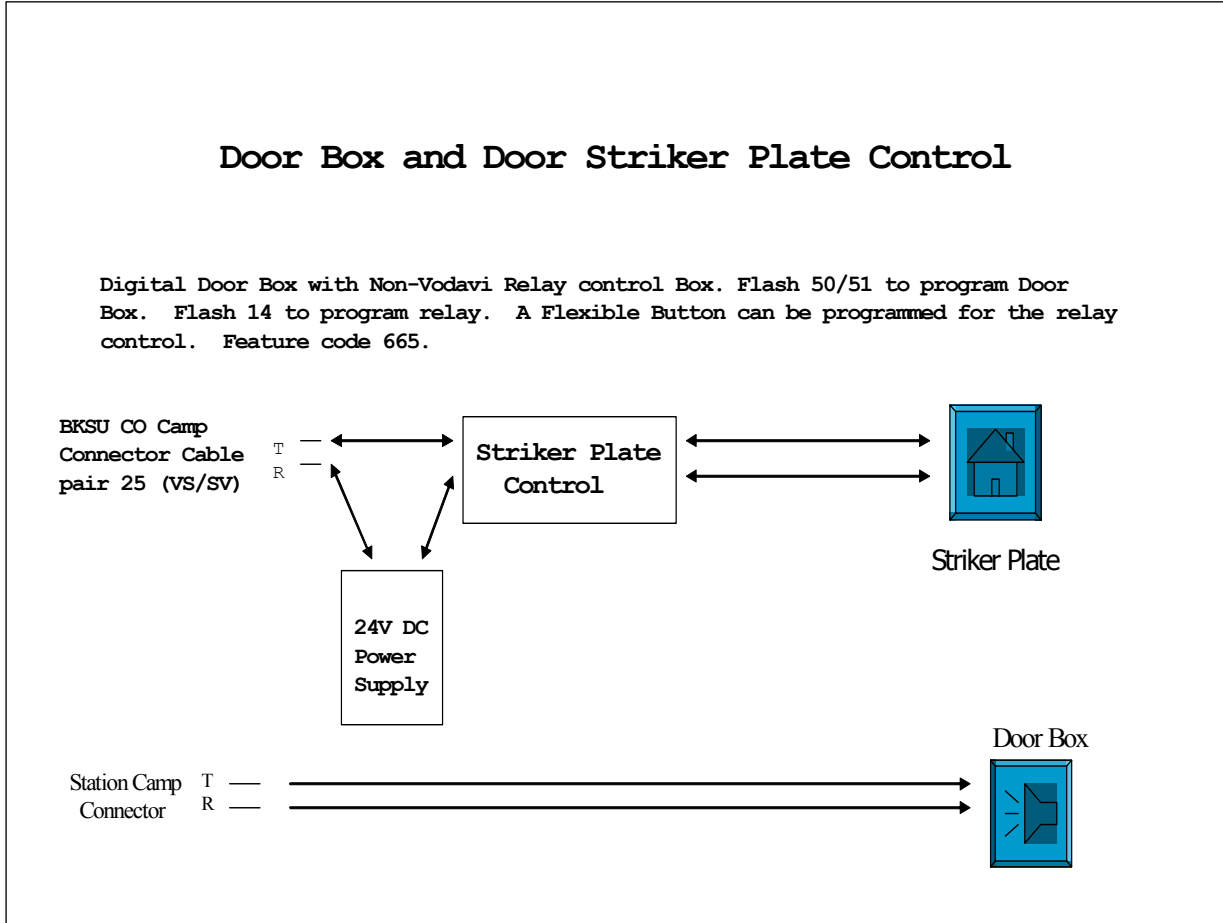 Door Box and Door Striker Plate Control
Digital Door Box with Non-Vodavi Relay control Box. Flash 50/51 to program Door
Box. Flash 14 to program relay. A Flexible Button can be programmed for the relay
control. Feature code 665.
BKSU CO Camp
Connector Cable
pair 25 (VS/SV)
T
R
Striker Plate
Control
Striker Plate
24V DC
Power
Supply
Door Box
Station Camp
Connector
T
R